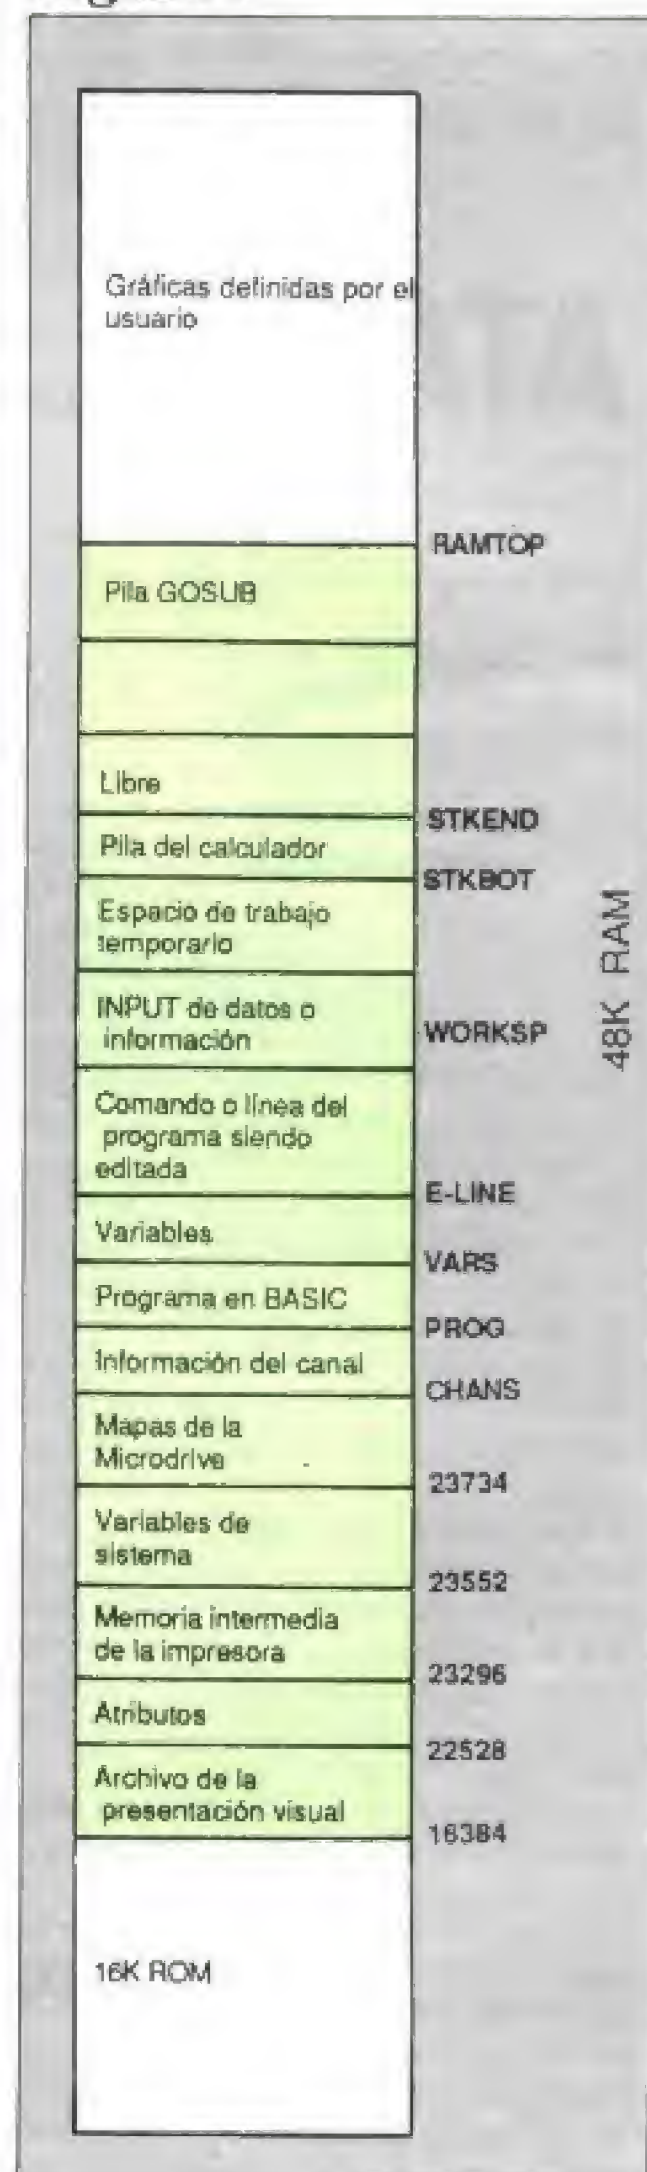 Gráficas definidas por el
usuario
RAMTOP
Pila GOSUB
Libre
STKEND
Pila del calculador
STKBOT
Espacio de trabajo
temporario
INPUT de datos o
información
WORKSP
48K RAM
Comando o línea del
programa siendo
editada
E-LINE
Variables
VARS
Programa en BASIC
PROG
Información del canal
CHANS
Mapas de la
Microdrive
23734
Variables de
sistema
23552
Memoria intermedia
de la impresora
23296
Atributos
22528
Archivo de la
presentación visual
16384
16K ROM